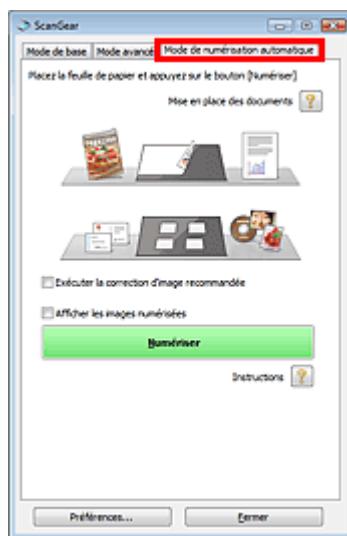 ScanGear
Mode de base Mode avancé Mode de numérisation automatique
Placez la feuille de papier et appuyez sur le bouton [Numériser]
Mise en place des documents ?
Exécuter la correction d'image recommandée
Afficher les images numérisées
Numériser
Instructions ?
Préférences... Fermer